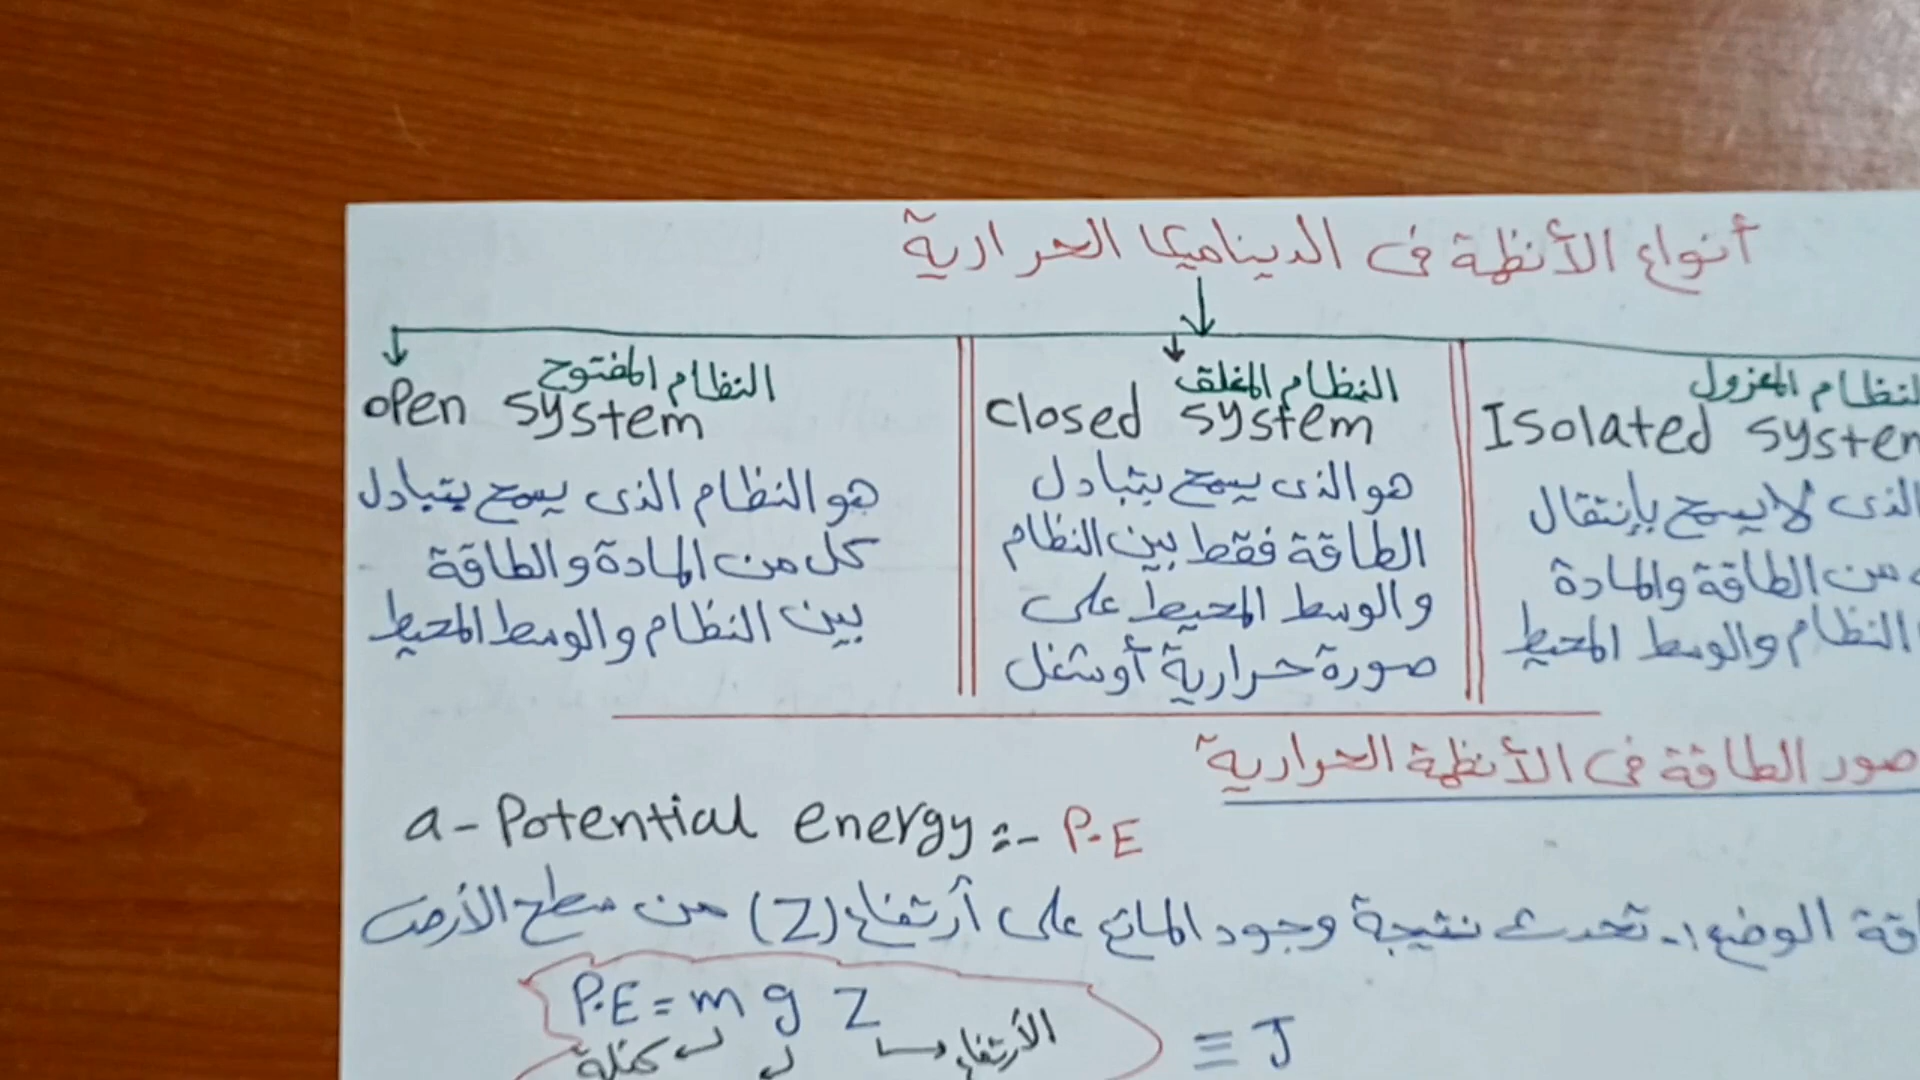 أنواع الأنظمة فى الديناميكا الحرارية
النظام المفتوح
open system
هو النظام الذى يسمح بتبادل
كل من المادة والطاقة
بين النظام والوسط المحيط
النظام المغلق
closed system
هو الذى يسمح بتبادل
الطاقة فقط بين النظام
والوسط المحيط على
صورة حرارية أو شغل
النظام المعزول
Isolated system
الذى لا يسمح بإنتقال
من الطاقة والمادة
النظام والوسط المحيط
صور الطاقة فى الأنظمة الحرارية
a- Potential energy:- P.E
الوضع :- تحدث نتيجة وجود المائع على أرتفاع (Z) من سطح الأرض
P.E = m g Z
≡ J
كتلة
الأرتفاع